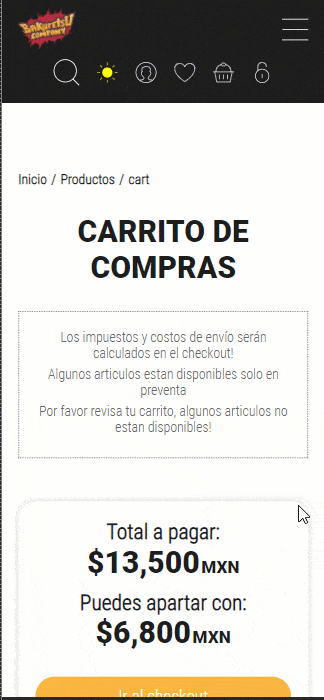 BAKURETSU
COMPANY
Inicio / Productos / cart
CARRITO DE
COMPRAS
Los impuestos y costos de envío serán
calculados en el checkout!
Algunos articulos estan disponibles solo en
preventa
Por favor revisa tu carrito, algunos articulos no
estan disponibles!
Total a pagar:
$13,500MXN
Puedes apartar con:
$6,800MXN
Ir al checkout